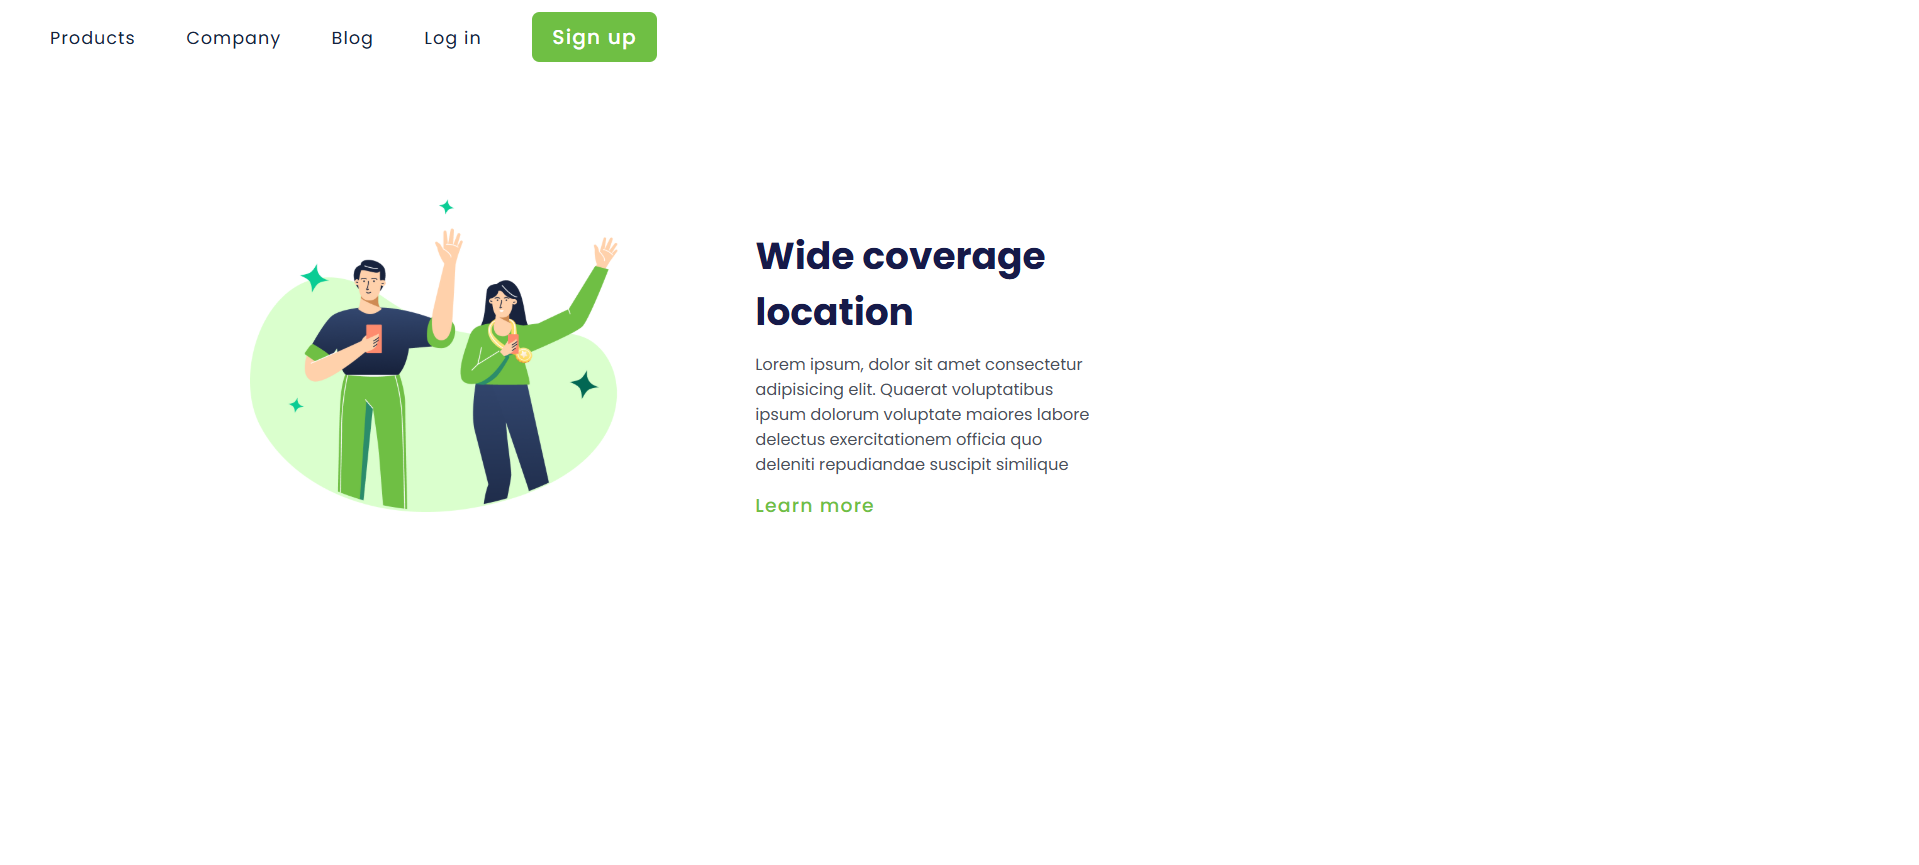 Products Company Blog Log in Sign up
Wide coverage
location
Lorem ipsum, dolor sit amet consectetur
adipisicing elit. Quaerat voluptatibus
ipsum dolorum voluptate maiores labore
delectus exercitationem officia quo
deleniti repudiandae suscipit similique
Learn more